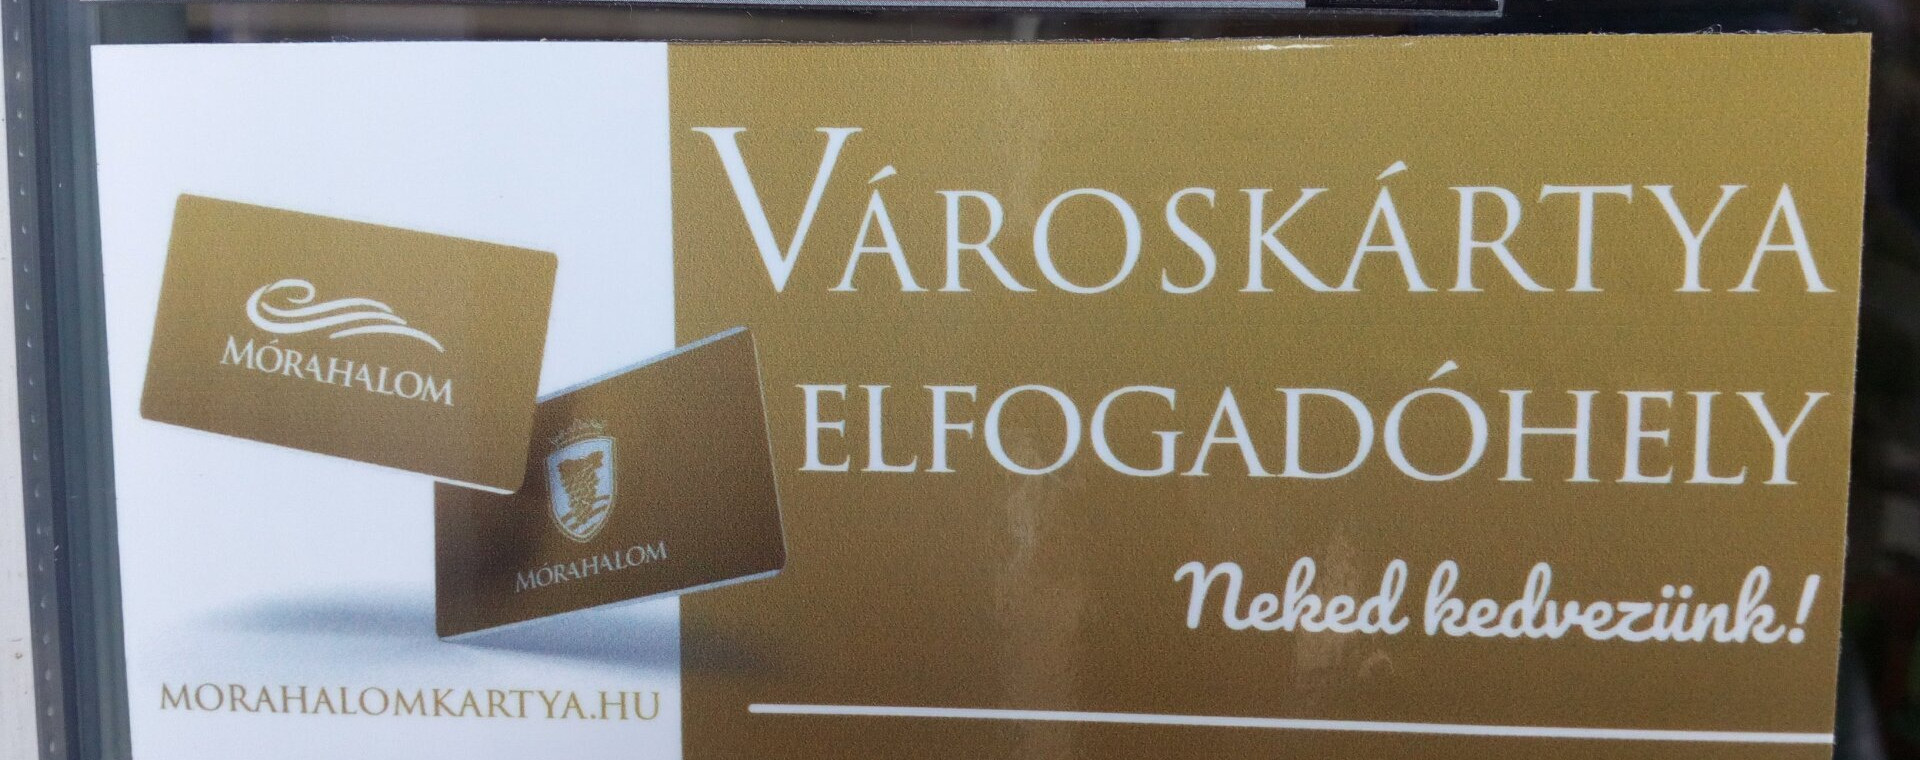 VÁROSKÁRTYA
ELFOGADÓHELY
Neked kedvezünk!
MÓRAHALOM
MÓRAHALOM
MORAHALOMKARTYA.HU